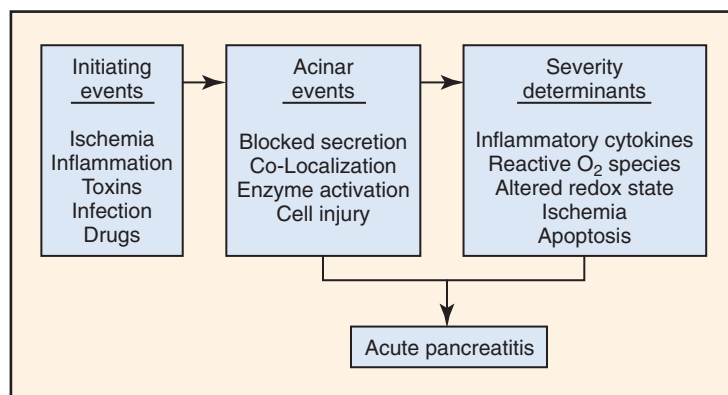 Initiating
events
Ischemia
Inflammation
Toxins
Infection
Drugs
Acinar
events
Blocked secretion
Co-Localization
Enzyme activation
Cell injury
Severity
determinants
Inflammatory cytokines
Reactive O₂ species
Altered redox state
Ischemia
Apoptosis
Acute pancreatitis